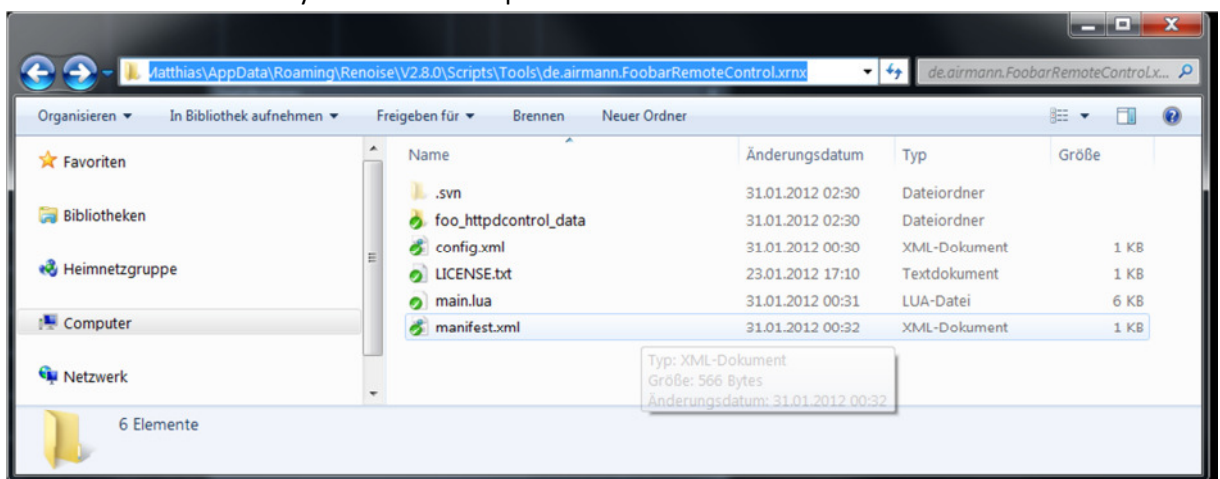 Matthias\AppData\Roaming\Renoise\V2.8.0\Scripts\Tools\de.airmann.FoobarRemoteControl.xrnx de.airmann.FoobarRemoteControl.x...
Organisieren In Bibliothek aufnehmen Freigeben für Brennen Neuer Ordner
Favoriten
Bibliotheken
Heimnetzgruppe
Computer
Netzwerk
Name Änderungsdatum Typ Größe
.svn 31.01.2012 02:30 Dateiordner
foo_httpdcontrol_data 31.01.2012 02:30 Dateiordner
config.xml 31.01.2012 00:30 XML-Dokument 1 KB
LICENSE.txt 23.01.2012 17:10 Textdokument 1 KB
main.lua 31.01.2012 00:31 LUA-Datei 6 KB
manifest.xml 31.01.2012 00:32 XML-Dokument 1 KB
Typ: XML-Dokument
Größe: 566 Bytes
Änderungsdatum: 31.01.2012 00:32
6 Elemente